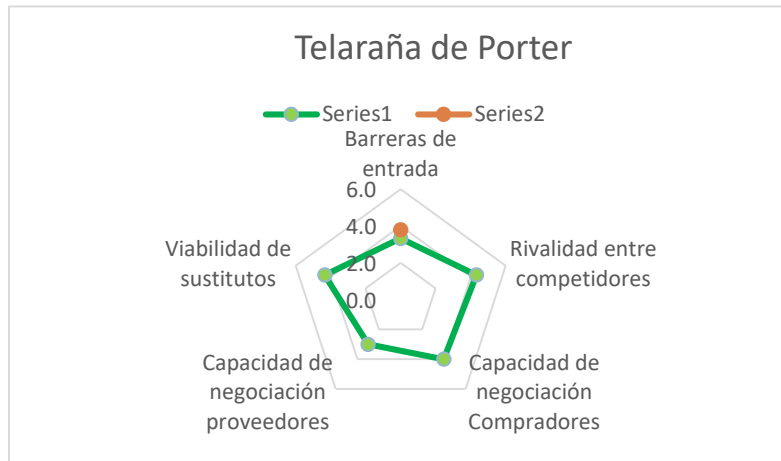 Telaraña de Porter
Series1
Series2
Barreras de
entrada
6.0
4.0
2.0
0.0
Rivalidad entre
competidores
Capacidad de
negociación
Compradores
Capacidad de
negociación
proveedores
Viabilidad de
sustitutos